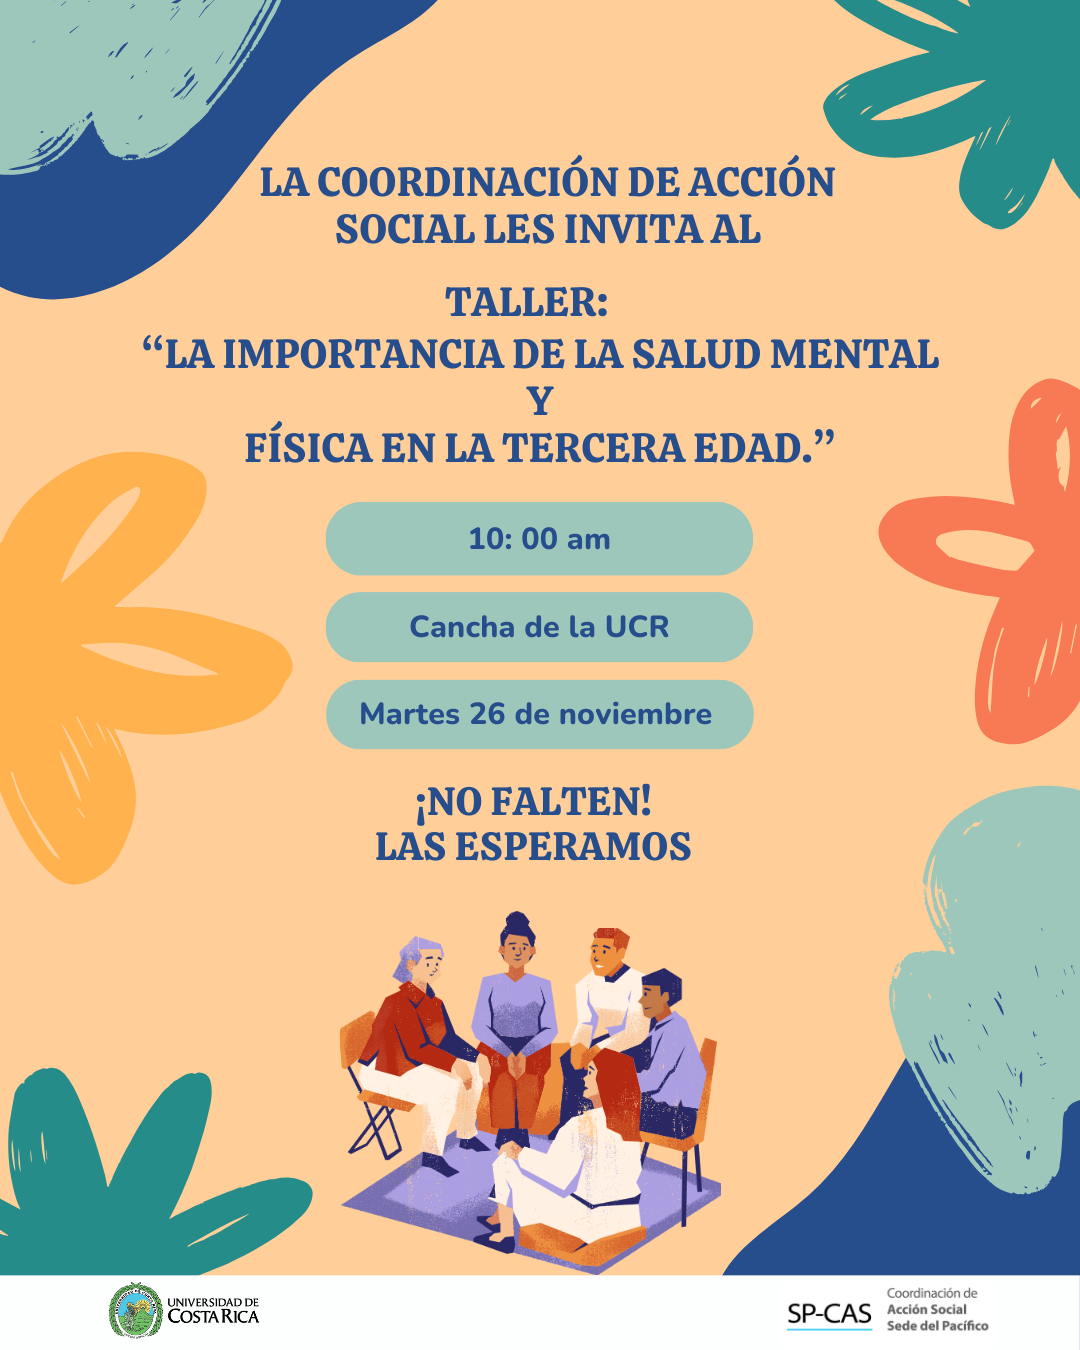 LA COORDINACIÓN DE ACCIÓN
SOCIAL LES INVITA AL
TALLER:
“LA IMPORTANCIA DE LA SALUD MENTAL
Y
FÍSICA EN LA TERCERA EDAD.”
10: 00 am
Cancha de la UCR
Martes 26 de noviembre
¡NO FALTEN!
LAS ESPERAMOS
UNIVERSIDAD DE
COSTA RICA
SP-CAS
Coordinación de
Acción Social
Sede del Pacífico